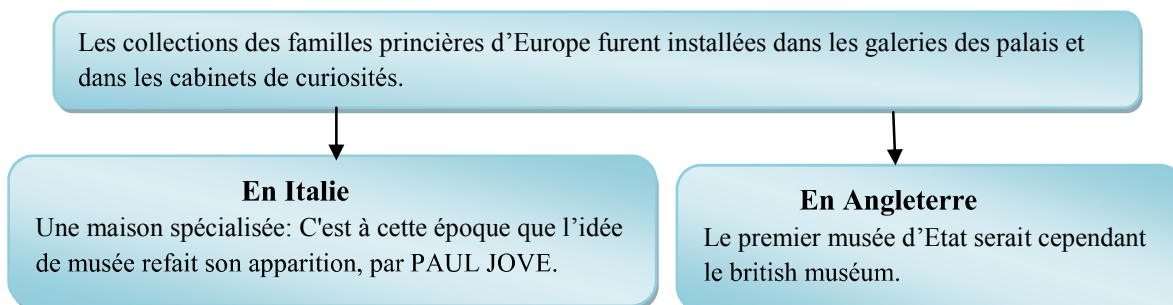 Les collections des familles princières d’Europe furent installées dans les galeries des palais et
dans les cabinets de curiosités.
En Italie
Une maison spécialisée: C'est à cette époque que l’idée
de musée refait son apparition, par PAUL JOVE.
En Angleterre
Le premier musée d’Etat serait cependant
le british muséum.